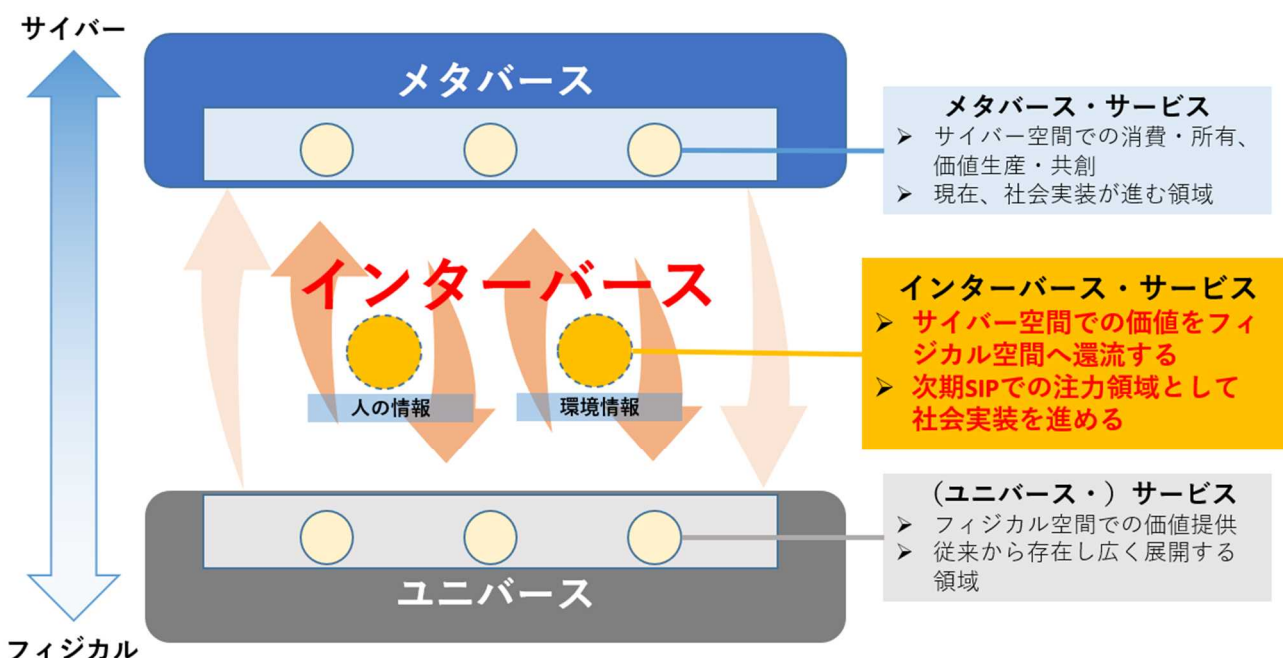 サイバー
メタバース
メタバース・サービス
➢ サイバー空間での消費・所有、
価値生産・共創
➢ 現在、社会実装が進む領域
インターバース
人の情報
環境情報
インターバース・サービス
➢ サイバー空間での価値をフィ
ジカル空間へ還流する
➢ 次期SIPでの注力領域として
社会実装を進める
（ユニバース・）サービス
➢ フィジカル空間での価値提供
➢ 従来から存在し広く展開する
領域
ユニバース
フィジカル